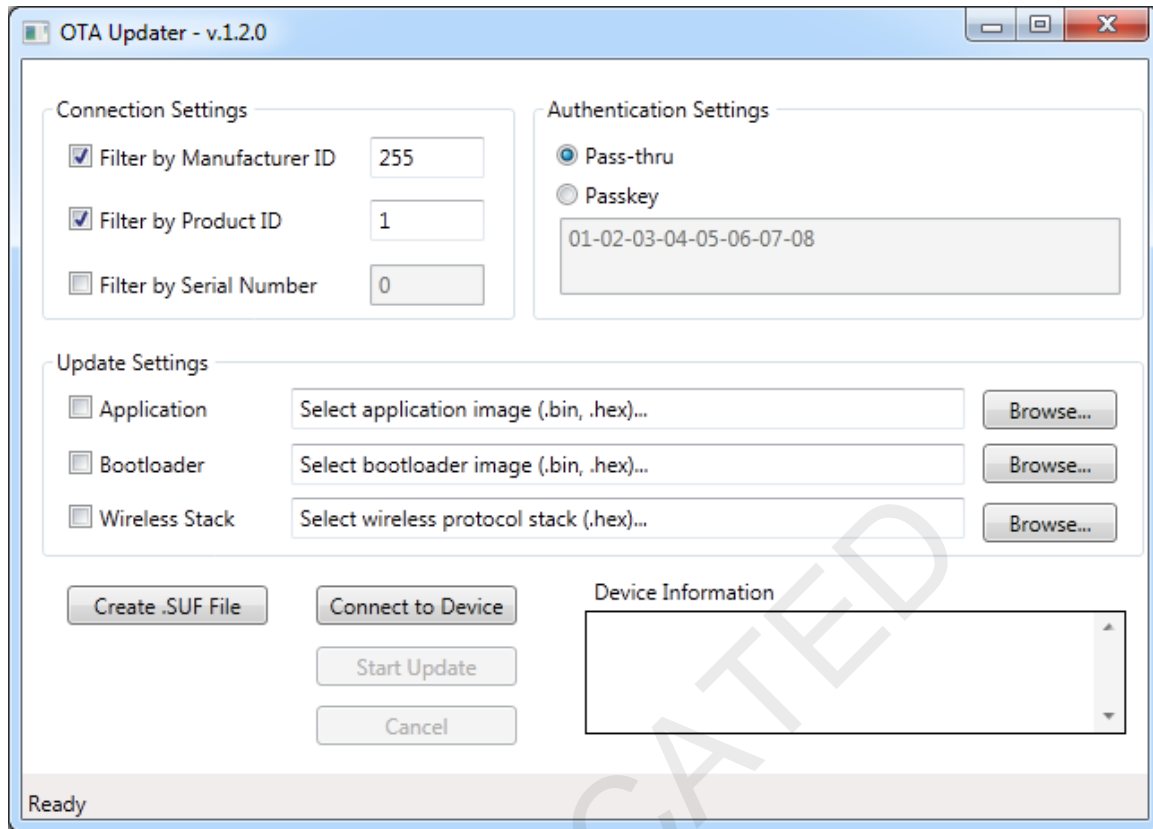 OTA Updater - v.1.2.0
Connection Settings
Filter by Manufacturer ID 255
Filter by Product ID 1
Filter by Serial Number 0
Authentication Settings
Pass-thru
Passkey
01-02-03-04-05-06-07-08
Update Settings
Application Select application image (.bin, .hex)... Browse...
Bootloader Select bootloader image (.bin, .hex)... Browse...
Wireless Stack Select wireless protocol stack (.hex)... Browse...
Create .SUF File
Connect to Device
Start Update
Cancel
Device Information
Ready
CATED